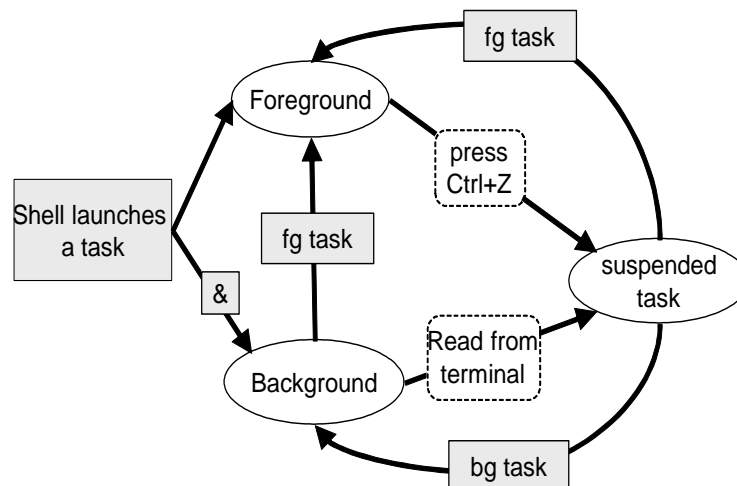 fg task
Foreground
press
Ctrl+Z
Shell launches
a task
fg task
suspended
task
&
Read from
terminal
Background
bg task